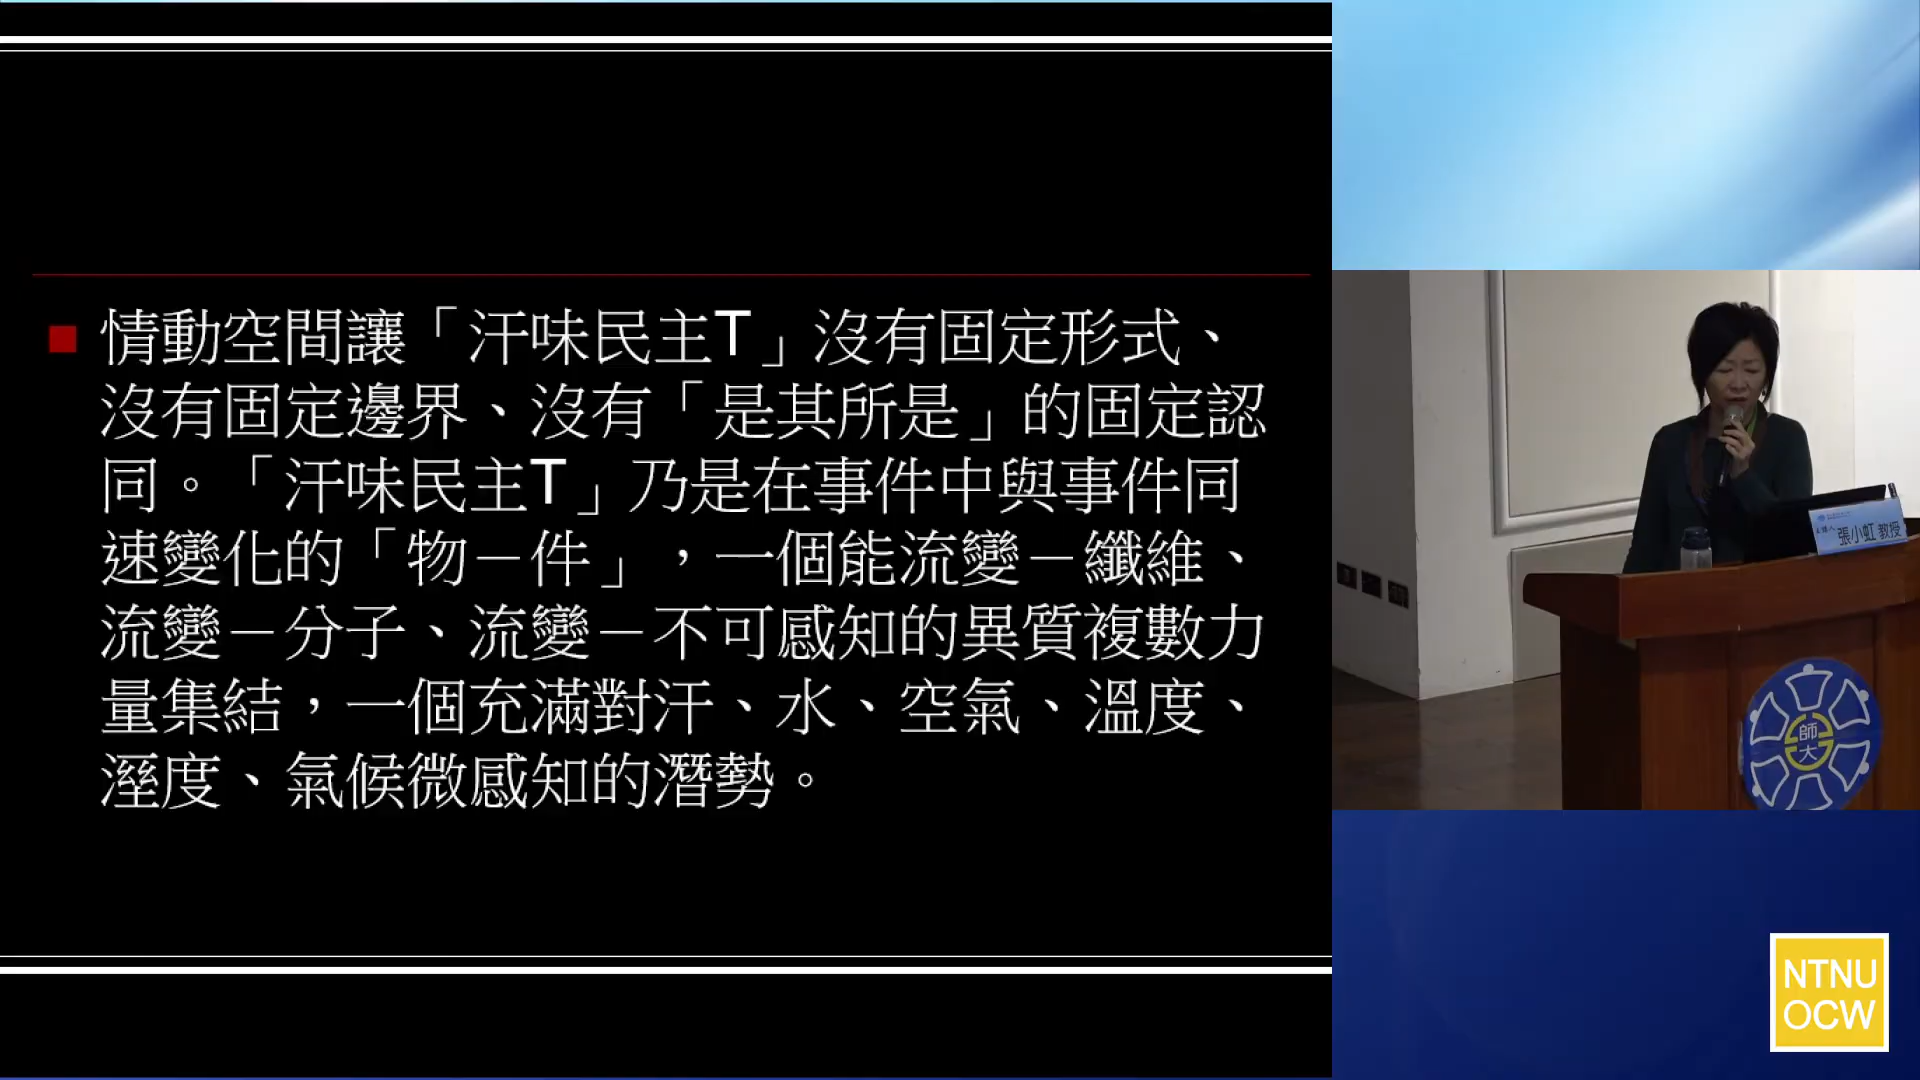 情動空間讓「汗味民主T」沒有固定形式、
沒有固定邊界、沒有「是其所是」的固定認
同。「汗味民主T」乃是在事件中與事件同
速變化的「物－件」，一個能流變－纖維、
流變－分子、流變－不可感知的異質複數力
量集結，一個充滿對汗、水、空氣、溫度、
溼度、氣候微感知的潛勢。
張小虹 教授
師大
NTNU
OCW